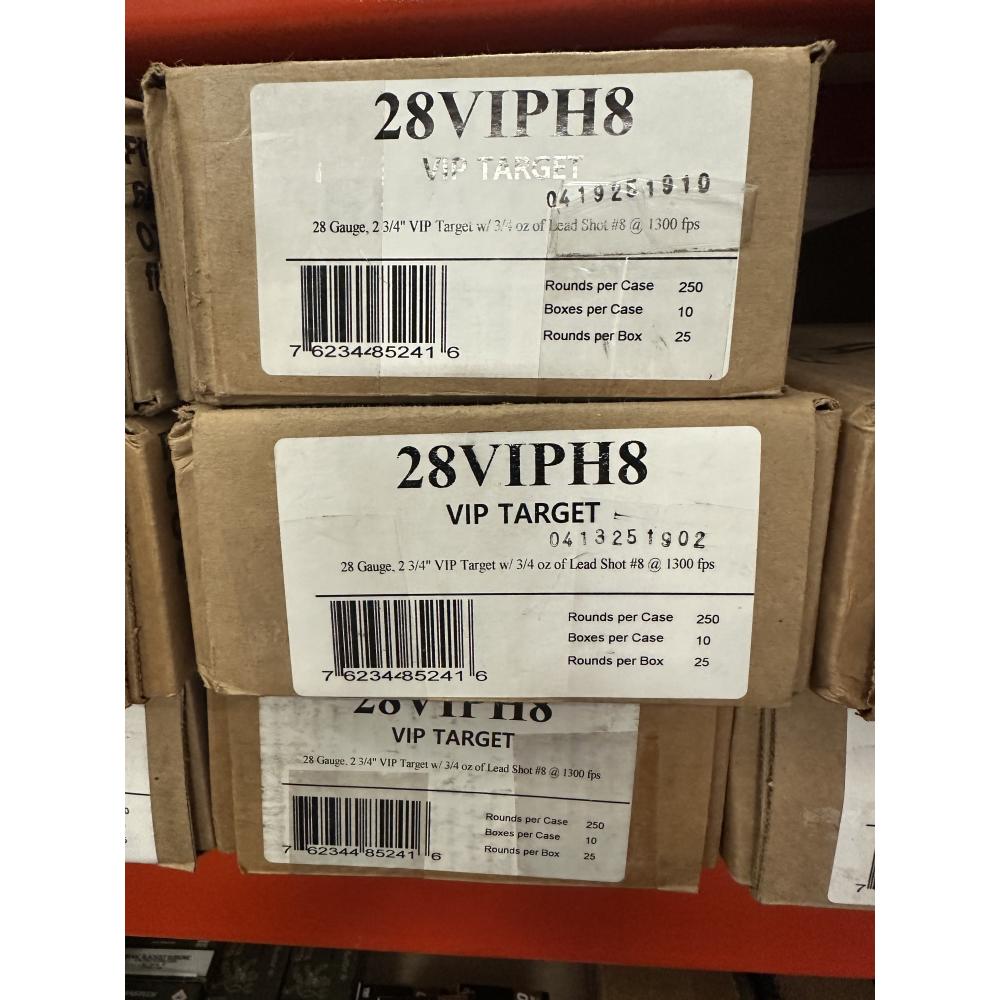 28VIPH8
VIP TARGET
0419251910
28 Gauge, 2 3/4" VIP Target w/ 3/4 oz of Lead Shot #8 @ 1300 fps
Rounds per Case 250
Boxes per Case 10
Rounds per Box 25
7 62344 85241 6
28VIPH8
VIP TARGET
0413251902
28 Gauge, 2 3/4" VIP Target w/ 3/4 oz of Lead Shot #8 @ 1300 fps
Rounds per Case 250
Boxes per Case 10
Rounds per Box 25
7 62344 85241 6
28VIPH8
VIP TARGET
28 Gauge, 2 3/4" VIP Target w/ 3/4 oz of Lead Shot #8 @ 1300 fps
Rounds per Case 250
Boxes per Case 10
Rounds per Box 25
7 62344 85241 6
7